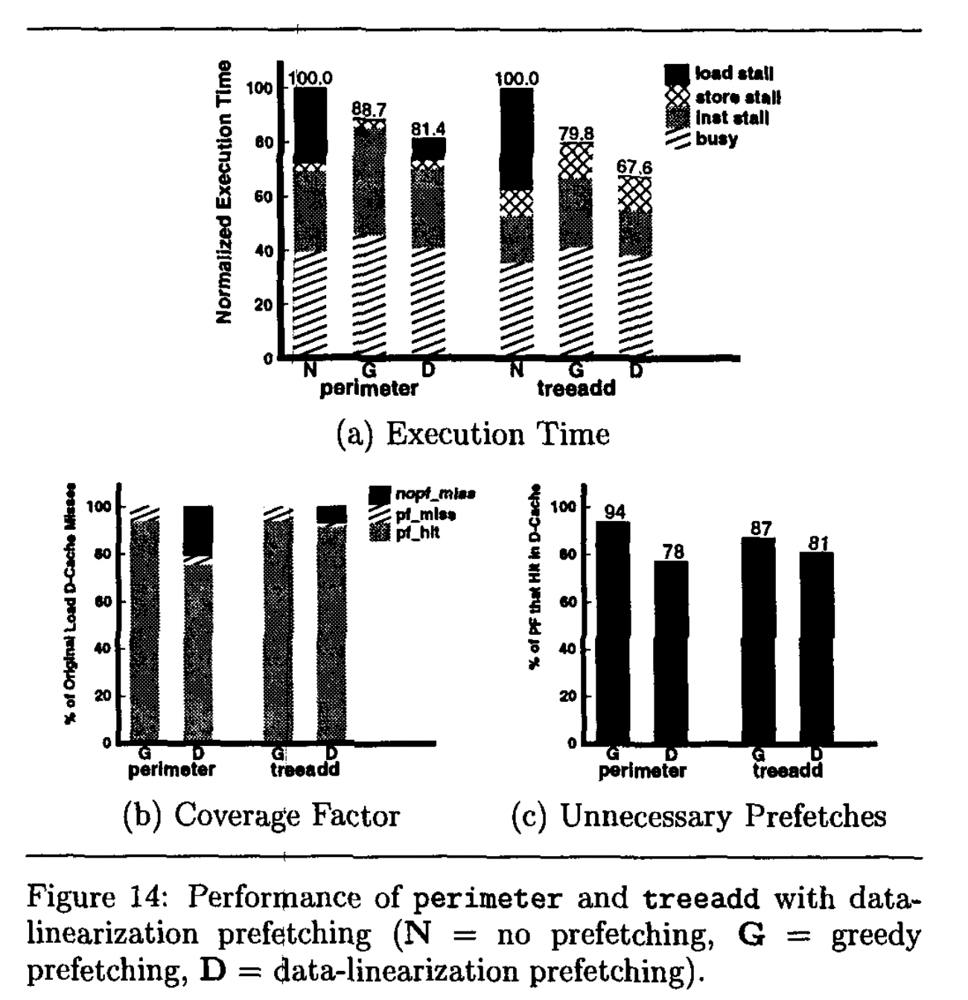 Normalized Execution Time
100
80
60
40
20
0
100.0
88.7
81.4
100.0
79.8
67.6
load stall
store stall
inst stall
busy
N G D N G D
perimeter treeadd
(a) Execution Time
% of Original Load D-Cache Misses
100
80
60
40
20
0
nopf_miss
pf_miss
pf_hit
G D G D
perimeter treeadd
(b) Coverage Factor
% of PF that Hit in D-Cache
100
80
60
40
20
0
94
78
87
81
G D G D
perimeter treeadd
(c) Unnecessary Prefetches
Figure 14: Performance of perimeter and treeadd with data-
linearization prefetching (N = no prefetching, G = greedy
prefetching, D = data-linearization prefetching).